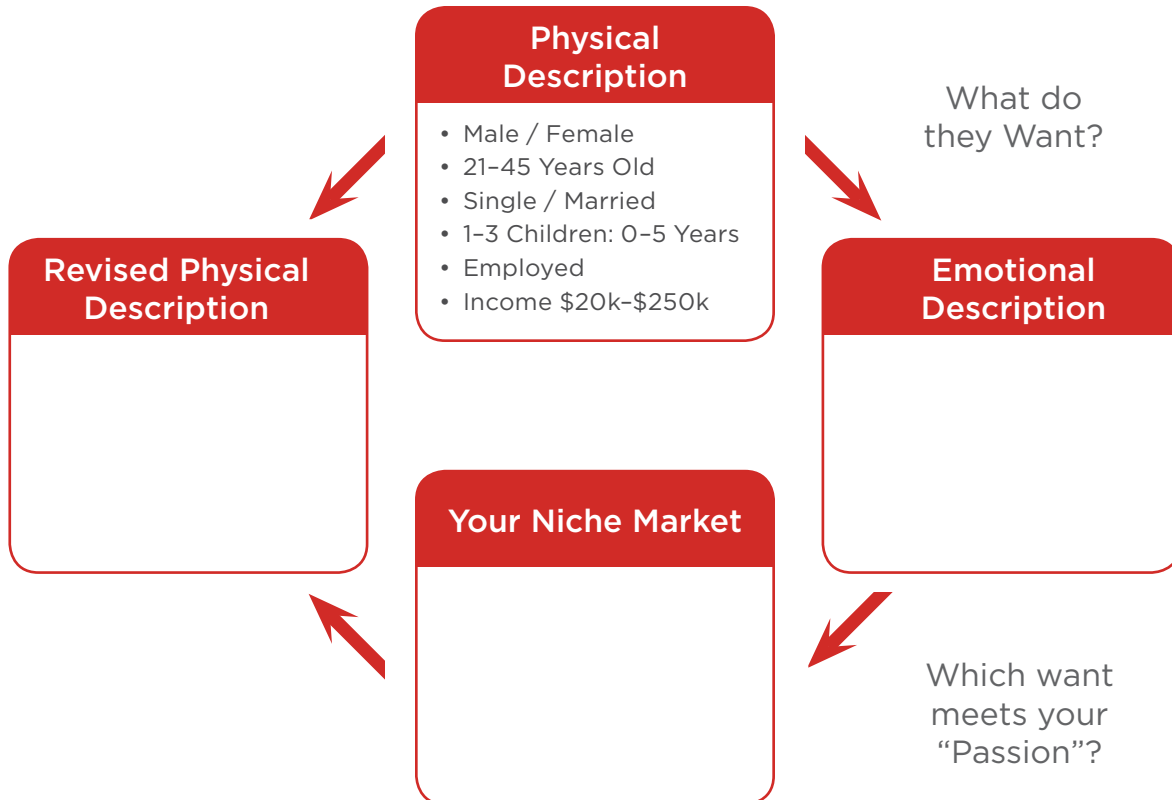 Physical
Description
• Male / Female
• 21–45 Years Old
• Single / Married
• 1–3 Children: 0–5 Years
• Employed
• Income $20k–$250k
What do
they Want?
Revised Physical
Description
Emotional
Description
Your Niche Market
Which want
meets your
“Passion”?